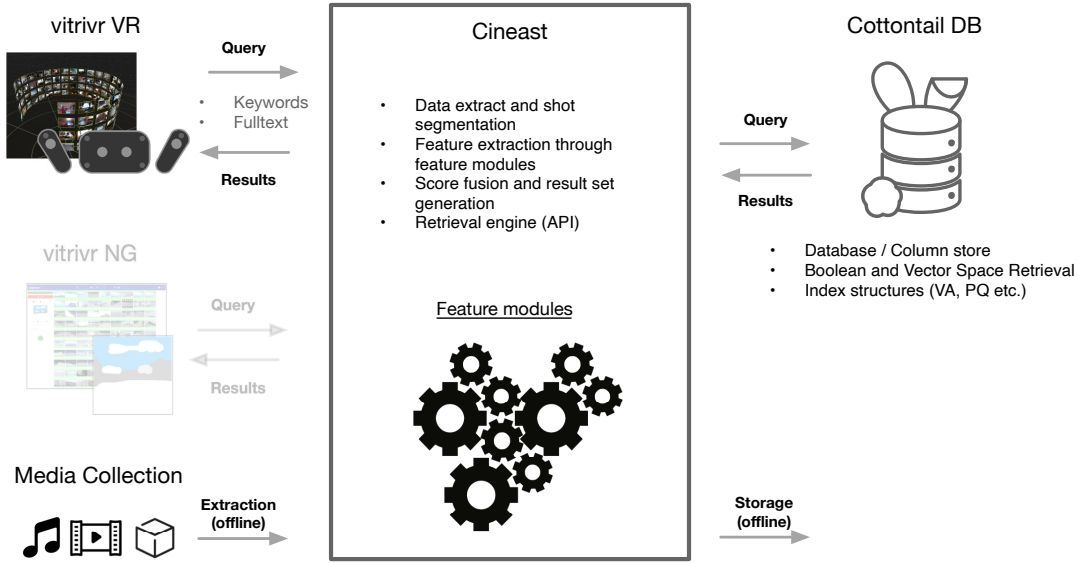 vitrivr VR
Query
• Keywords
• Fulltext
Results
vitrivr NG
Query
Results
Media Collection
Extraction
(offline)
Cineast
• Data extract and shot
segmentation
• Feature extraction through
feature modules
• Score fusion and result set
generation
• Retrieval engine (API)
Feature modules
Cottontail DB
Query
Results
• Database / Column store
• Boolean and Vector Space Retrieval
• Index structures (VA, PQ etc.)
Storage
(offline)